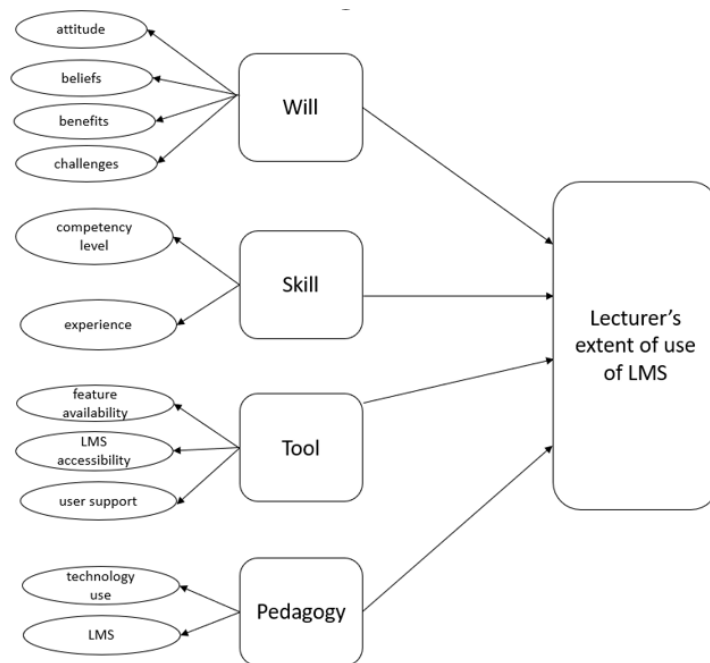 attitude
beliefs
benefits
challenges
Will
competency
level
experience
Skill
feature
availability
LMS
accessibility
user support
Tool
technology
use
LMS
Pedagogy
Lecturer's
extent of use
of LMS